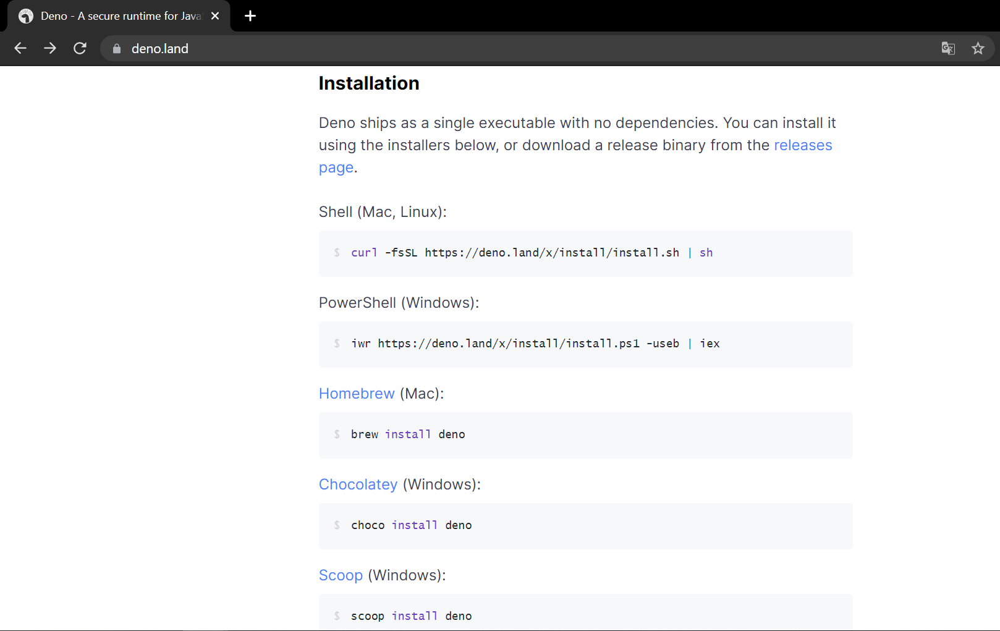 Deno - A secure runtime for Java
deno.land
Installation
Deno ships as a single executable with no dependencies. You can install it
using the installers below, or download a release binary from the releases
page.
Shell (Mac, Linux):
$ curl -fsSL https://deno.land/x/install/install.sh | sh
PowerShell (Windows):
$ iwr https://deno.land/x/install/install.ps1 -useb | iex
Homebrew (Mac):
$ brew install deno
Chocolatey (Windows):
$ choco install deno
Scoop (Windows):
$ scoop install deno